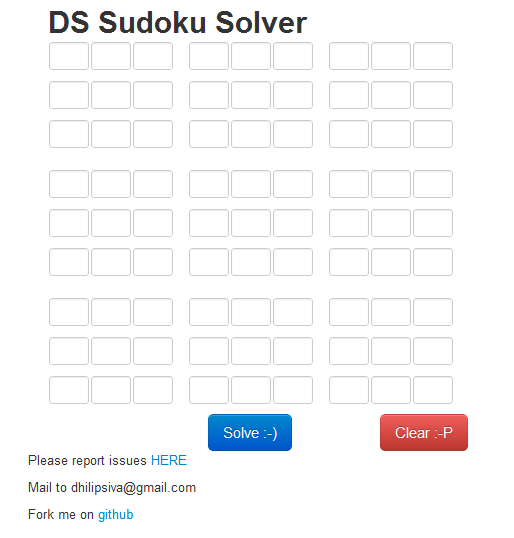 DS Sudoku Solver
Solve :-)
Clear :-P
Please report issues HERE
Mail to dhilipsiva@gmail.com
Fork me on github